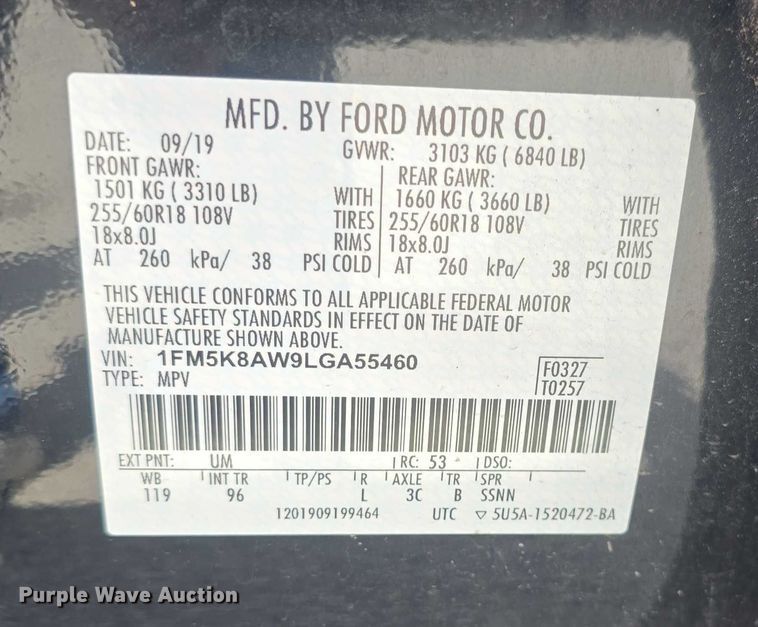 MFD. BY FORD MOTOR CO.
DATE: 09/19 GVWR: 3103 KG ( 6840 LB)
FRONT GAWR: REAR GAWR:
1501 KG ( 3310 LB) WITH 1660 KG ( 3660 LB) WITH
255/60R18 108V TIRES 255/60R18 108V TIRES
18x8.0J RIMS 18x8.0J RIMS
AT 260 kPa/ 38 PSI COLD AT 260 kPa/ 38 PSI COLD
THIS VEHICLE CONFORMS TO ALL APPLICABLE FEDERAL MOTOR
VEHICLE SAFETY STANDARDS IN EFFECT ON THE DATE OF
MANUFACTURE SHOWN ABOVE.
VIN: 1FM5K8AW9LGA55460 F0327
TYPE: MPV T0257
EXT PNT: UM RC: 53 DSO:
WB INT TR TP/PS R AXLE TR SPR
119 96 L 3C B SSNN
1201909199464 UTC ▽ 5U5A-1520472-BA
Purple Wave Auction